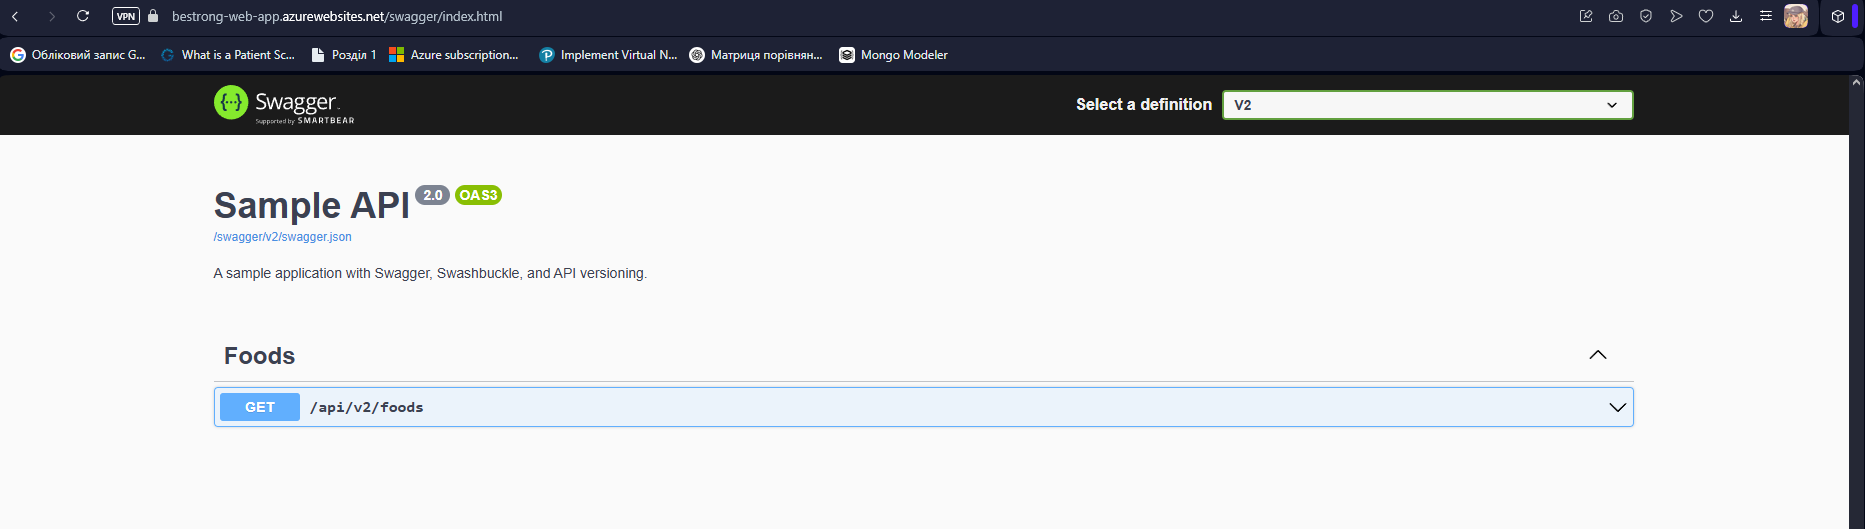 VPN bestrong-web-app.azurewebsites.net/swagger/index.html
Обліковий запис G... What is a Patient Sc... Розділ 1 Azure subscription... Implement Virtual N... Матриця порівнян... Mongo Modeler
Swagger
Supported by SMARTBEAR
Select a definition V2
Sample API 2.0 OAS3
/swagger/v2/swagger.json
A sample application with Swagger, Swashbuckle, and API versioning.
Foods
GET /api/v2/foods